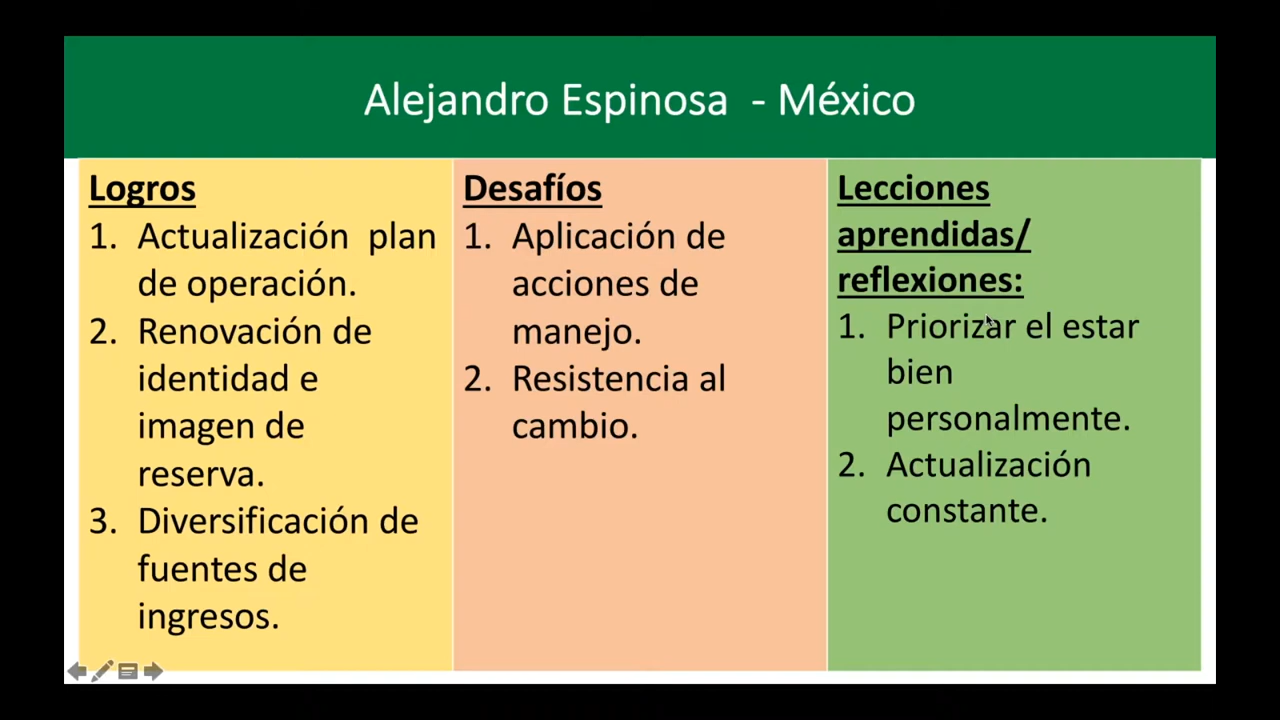 Alejandro Espinosa - México
Logros
1. Actualización plan
de operación.
2. Renovación de
identidad e
imagen de
reserva.
3. Diversificación de
fuentes de
ingresos.
Desafíos
1. Aplicación de
acciones de
manejo.
2. Resistencia al
cambio.
Lecciones
aprendidas/
reflexiones:
1. Priorizar el estar
bien
personalmente.
2. Actualización
constante.